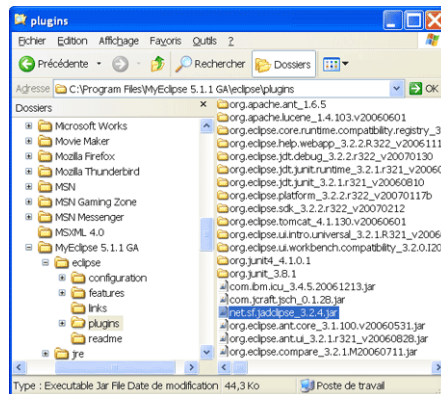 plugins
Fichier Edition Affichage Favoris Outils ?
Précédente Rechercher Dossiers
Adresse C:\Program Files\MyEclipse 5.1.1 GA\eclipse\plugins OK
Dossiers ×
Microsoft Works
Movie Maker
Mozilla Firefox
Mozilla Thunderbird
MSN
MSN Gaming Zone
MSN Messenger
MSXML 4.0
MyEclipse 5.1.1 GA
eclipse
configuration
features
links
plugins
readme
jre
org.apache.ant_1.6.5
org.apache.lucene_1.4.103.v20060601
org.eclipse.core.runtime.compatibility.registry_3
org.eclipse.help.webapp_3.2.2.R322_v2006111
org.eclipse.jdt.debug_3.2.2.r322_v20070130
org.eclipse.jdt.junit.runtime_3.2.1.r321_v20060
org.eclipse.jdt.junit_3.2.1.r321_v20060810
org.eclipse.platform_3.2.2.r322_v20070117b
org.eclipse.sdk_3.2.2.r322_v20070212
org.eclipse.tomcat_4.1.130.v20060601
org.eclipse.ui.intro.universal_3.2.1.R321_v20060
org.eclipse.ui.workbench.compatibility_3.2.0.I20
org.junit4_4.1.0.1
org.junit_3.8.1
com.ibm.icu_3.4.5.20061213.jar
com.jcraft.jsch_0.1.28.jar
net.sf.jadclipse_3.2.4.jar
org.eclipse.ant.core_3.1.100.v20060531.jar
org.eclipse.ant.ui_3.2.1.r321_v20060828.jar
org.eclipse.compare_3.2.1.M20060711.jar
Type : Executable Jar File Date de modification 44,3 Ko Poste de travail